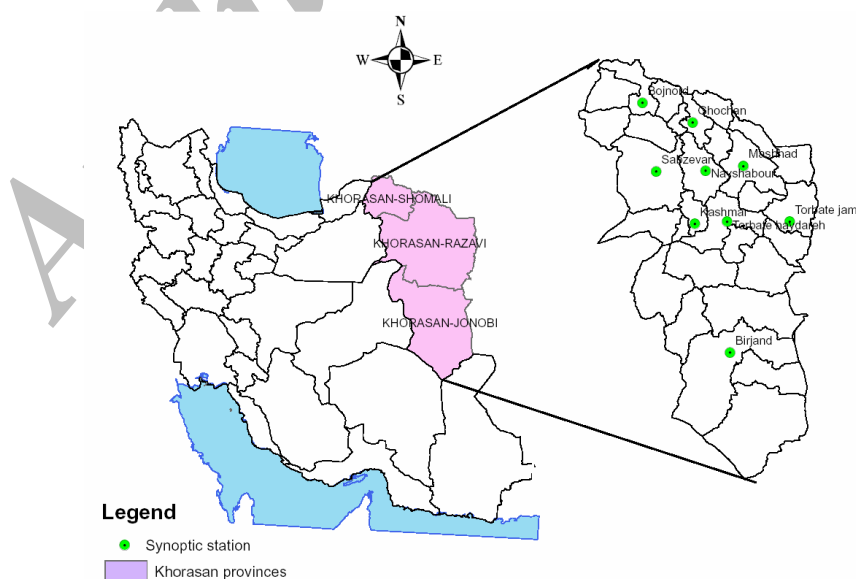 N
W E
S
Bojnord
Ghochan
Mashhad
Sabzevar
Nayshabour
Torbate jam
Kashmar
Torbate haydareh
Birjand
KHORASAN-SHOMALI
KHORASAN-RAZAVI
KHORASAN-JONOBI
Legend
Synoptic station
Khorasan provinces